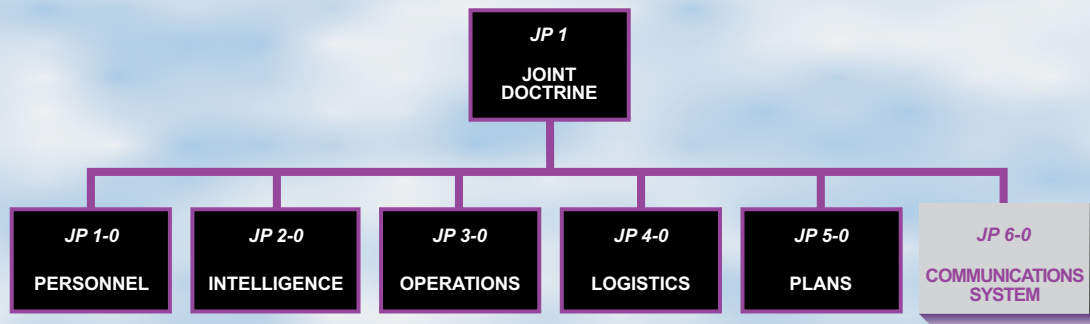 JP 1
JOINT
DOCTRINE
JP 1-0
PERSONNEL
JP 2-0
INTELLIGENCE
JP 3-0
OPERATIONS
JP 4-0
LOGISTICS
JP 5-0
PLANS
JP 6-0
COMMUNICATIONS
SYSTEM